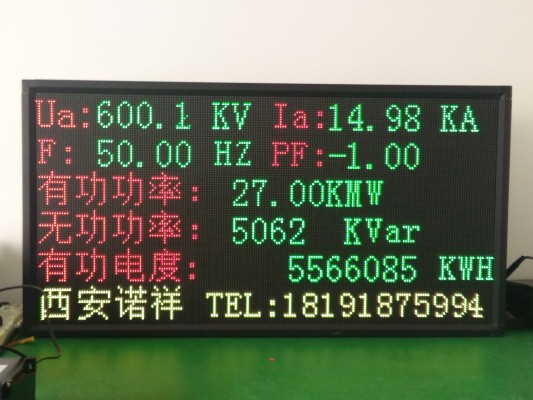 Ua:600.1 KV Ia:14.98 KA
F: 50.00 HZ PF:-1.00
有功功率: 27.00KMW
无功功率: 5062 KVar
有功电度: 5566085 KWH
西安诺祥 TEL:18191875994